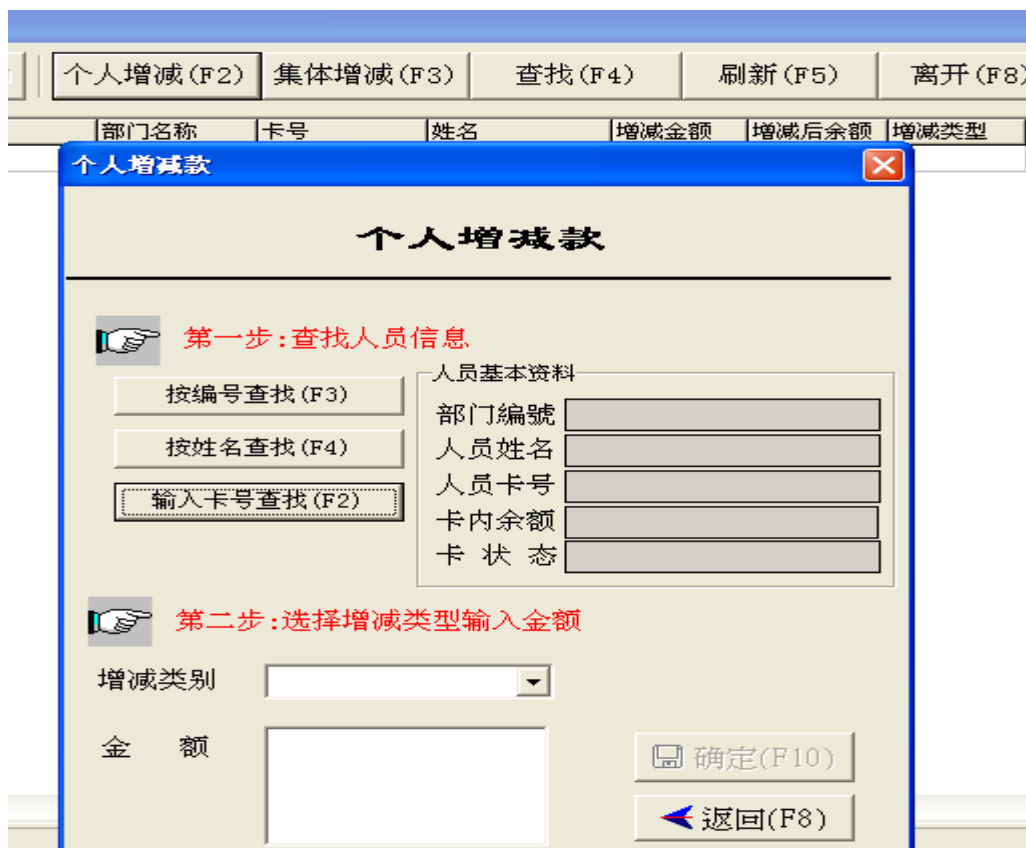 个人增减(F2) 集体增减(F3) 查找(F4) 刷新(F5) 离开(F8)
部门名称 卡号 姓名 增减金额 增减后余额 增减类型
个人增减款
个人增减款
第一步:查找人员信息
按编号查找(F3)
按姓名查找(F4)
输入卡号查找(F2)
人员基本资料
部门编號
人员姓名
人员卡号
卡内余额
卡 状 态
第二步:选择增减类型输入金额
增减类别
金 额
确定(F10)
返回(F8)